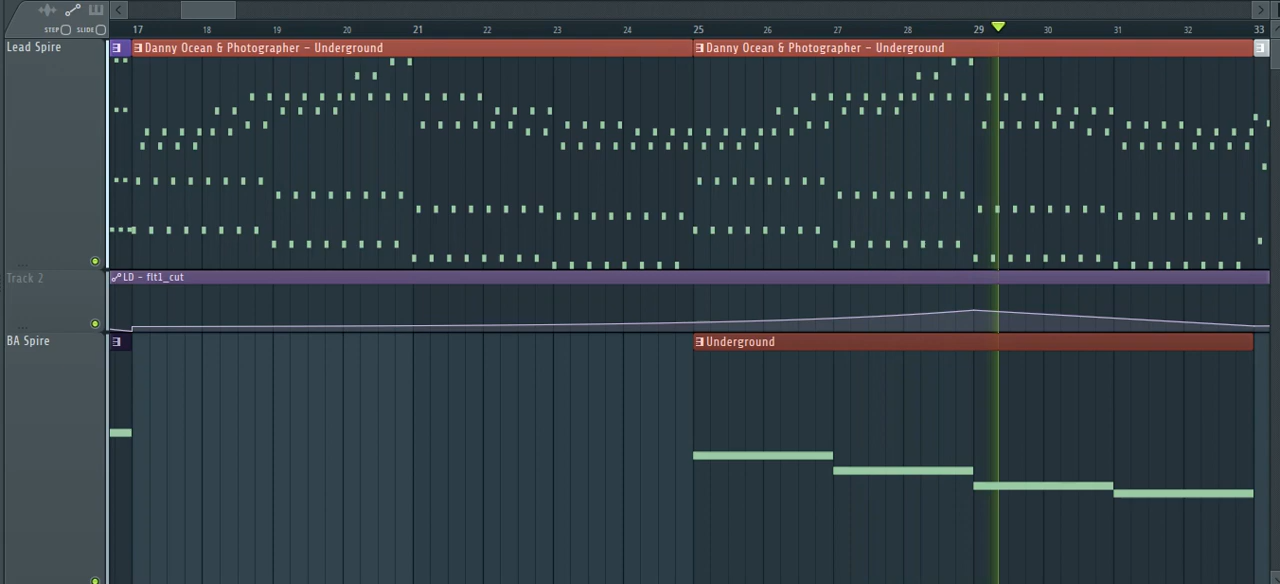 STEP SLIDE
17 18 19 20 21 22 23 24 25 26 27 28 29 30 31 32 33
Lead Spire
Danny Ocean & Photographer – Underground
Danny Ocean & Photographer – Underground
Track 2
LD – flt1_cut
BA Spire
Underground